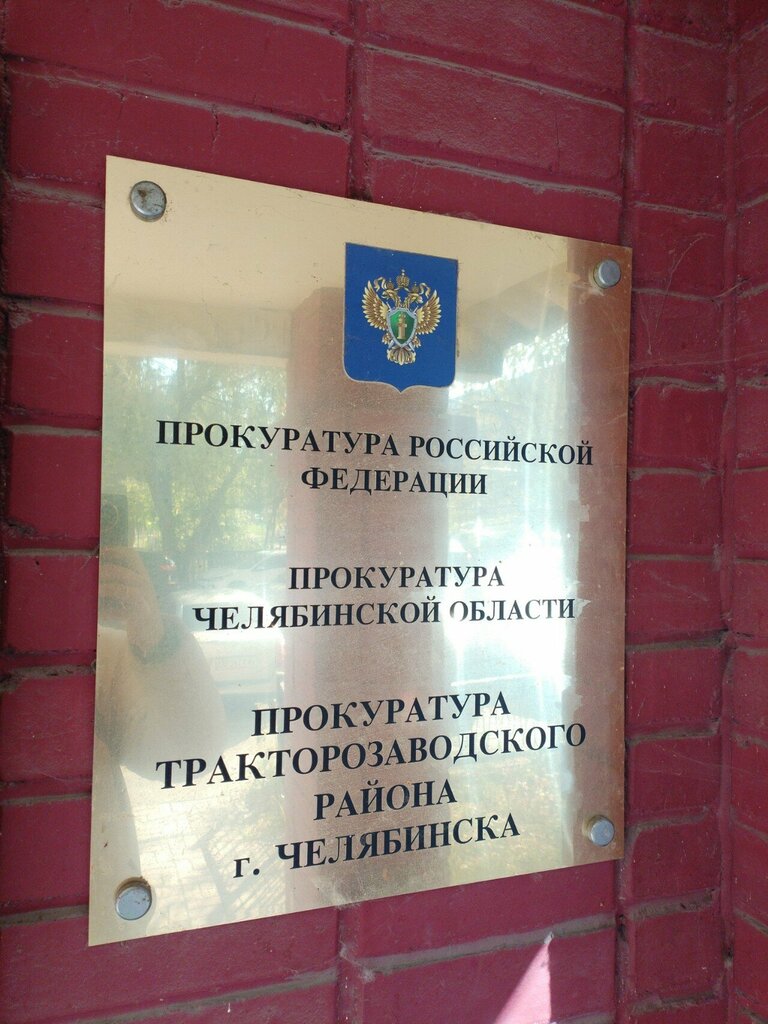 ПРОКУРАТУРА РОССИЙСКОЙ
ФЕДЕРАЦИИ
ПРОКУРАТУРА
ЧЕЛЯБИНСКОЙ ОБЛАСТИ
ПРОКУРАТУРА
ТРАКТОРОЗАВОДСКОГО
РАЙОНА
г. ЧЕЛЯБИНСКА